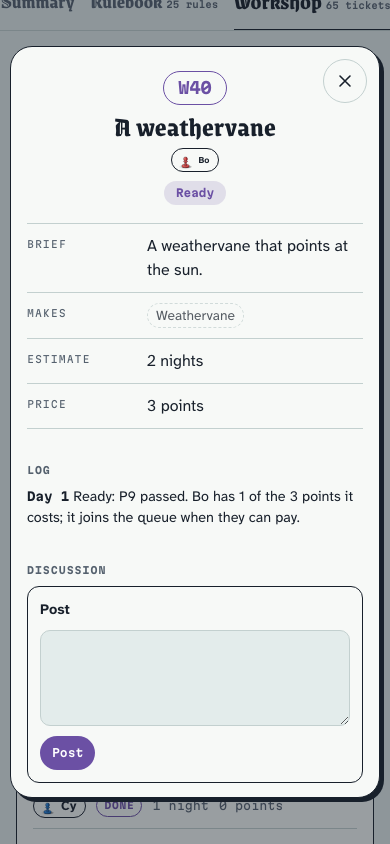 Summary Rulebook 25 rules Workshop 65 tickets
W40
A weathervane
Bo
Ready
BRIEF A weathervane that points at
the sun.
MAKES Weathervane
ESTIMATE 2 nights
PRICE 3 points
LOG
Day 1 Ready: P9 passed. Bo has 1 of the 3 points it
costs; it joins the queue when they can pay.
DISCUSSION
Post
Post
Cy DONE 1 night 0 points